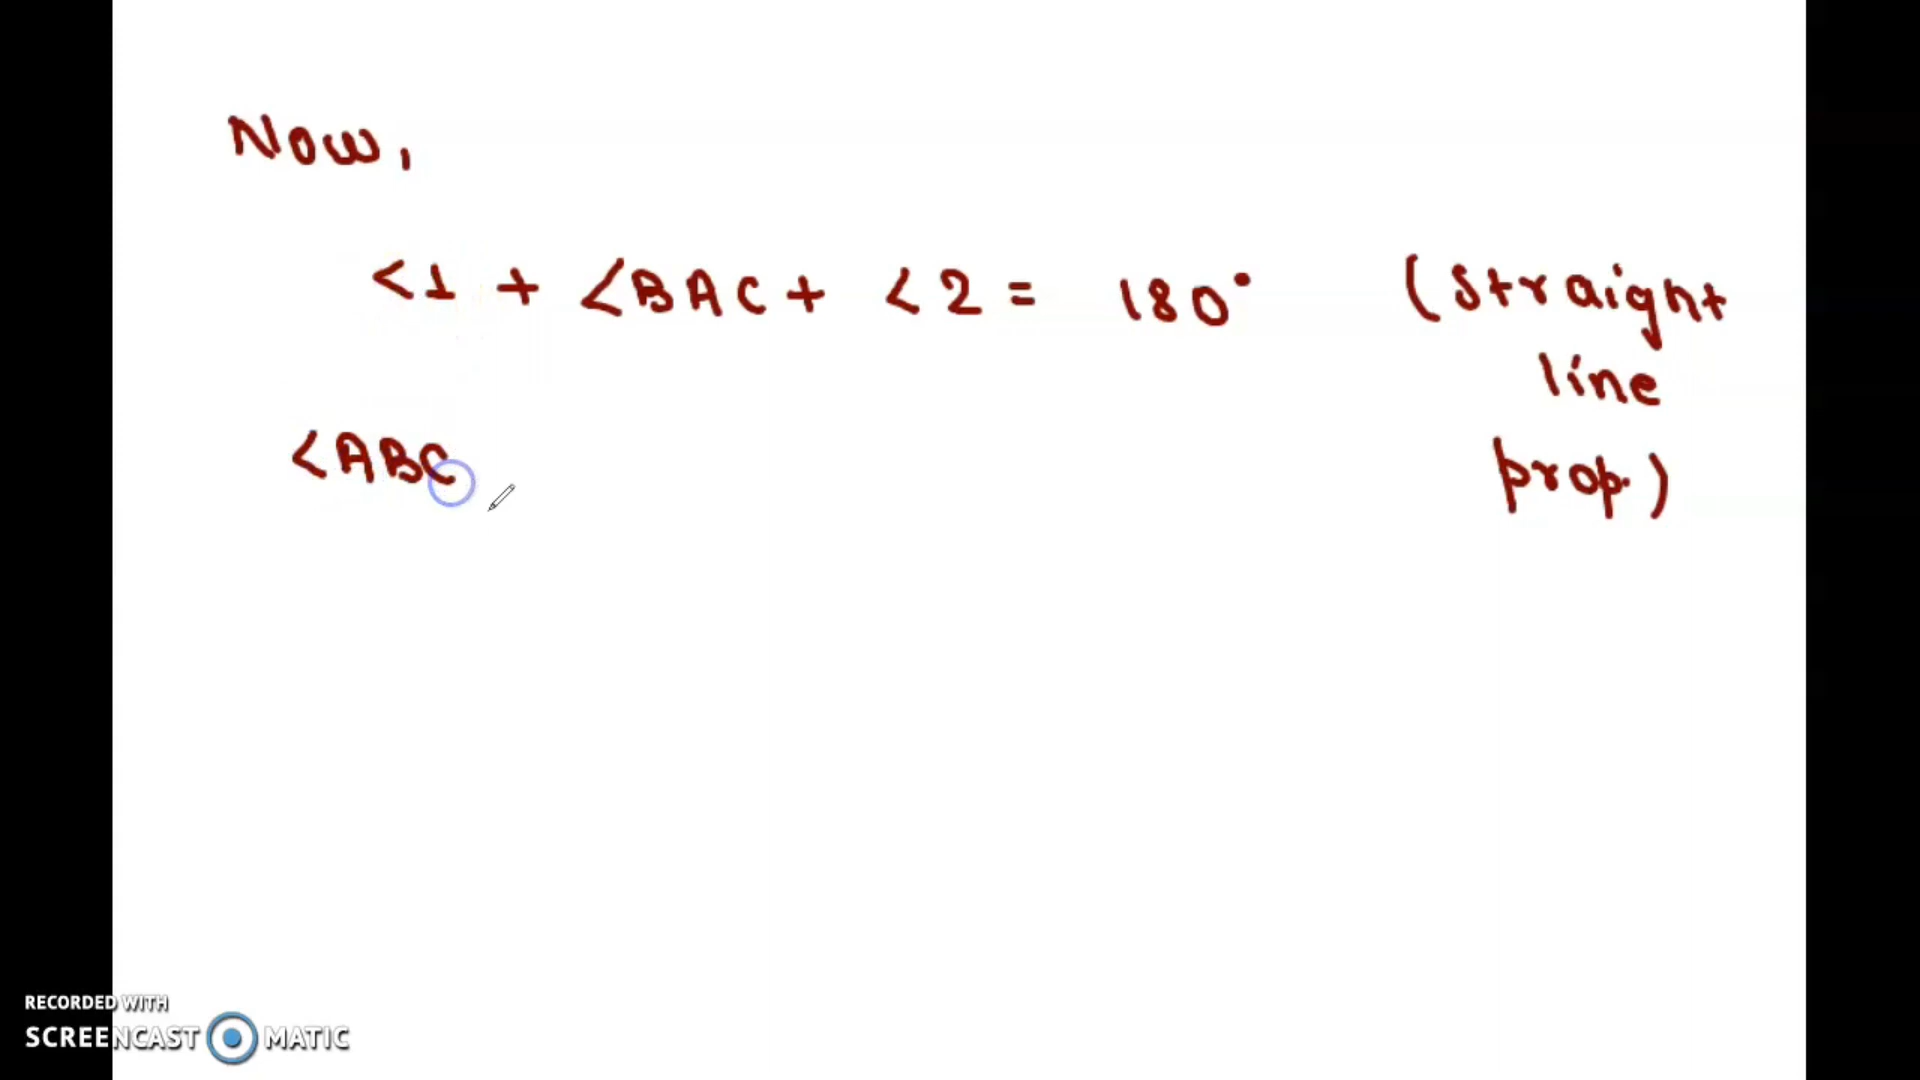 Now,
<1 + <BAC + <2 = 180° (Straight
line
prop.)
<ABC
RECORDED WITH
SCREENCAST MATIC